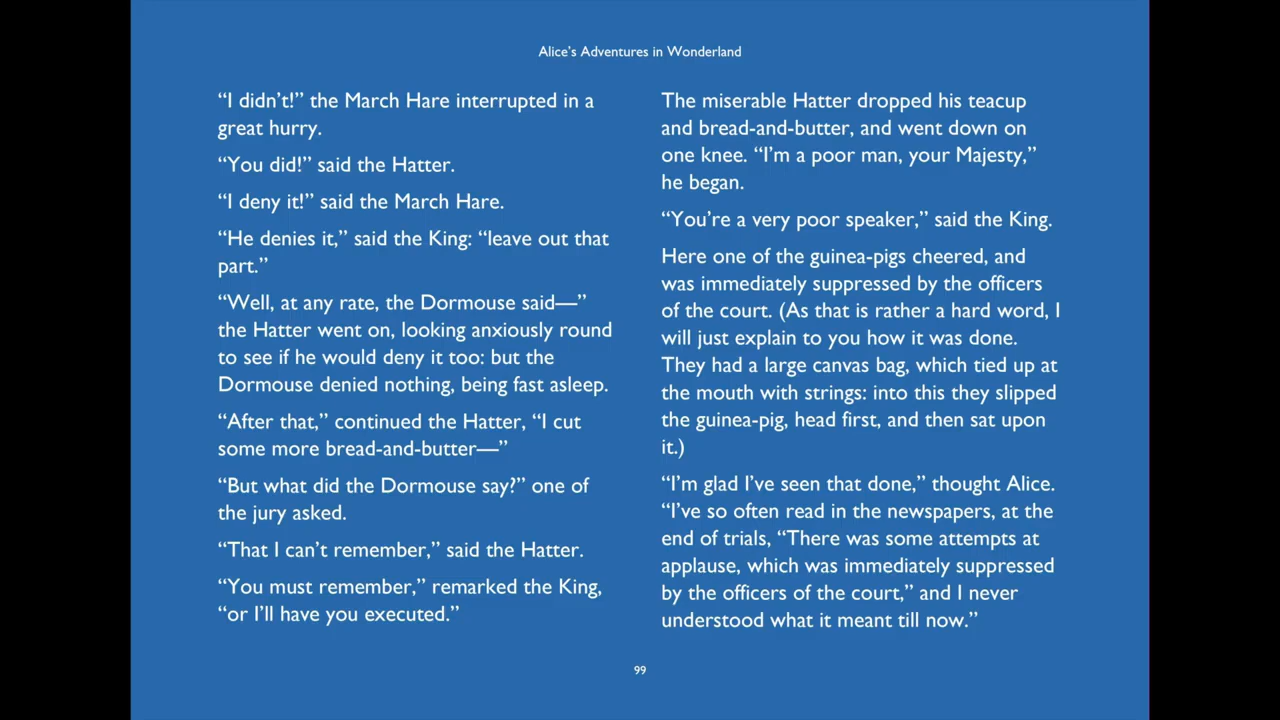 Alice’s Adventures in Wonderland
“I didn’t!” the March Hare interrupted in a
great hurry.
“You did!” said the Hatter.
“I deny it!” said the March Hare.
“He denies it,” said the King: “leave out that
part.”
“Well, at any rate, the Dormouse said—”
the Hatter went on, looking anxiously round
to see if he would deny it too: but the
Dormouse denied nothing, being fast asleep.
“After that,” continued the Hatter, “I cut
some more bread-and-butter—”
“But what did the Dormouse say?” one of
the jury asked.
“That I can’t remember,” said the Hatter.
“You must remember,” remarked the King,
“or I’ll have you executed.”
The miserable Hatter dropped his teacup
and bread-and-butter, and went down on
one knee. “I’m a poor man, your Majesty,”
he began.
“You’re a very poor speaker,” said the King.
Here one of the guinea-pigs cheered, and
was immediately suppressed by the officers
of the court. (As that is rather a hard word, I
will just explain to you how it was done.
They had a large canvas bag, which tied up at
the mouth with strings: into this they slipped
the guinea-pig, head first, and then sat upon
it.)
“I’m glad I’ve seen that done,” thought Alice.
“I’ve so often read in the newspapers, at the
end of trials, “There was some attempts at
applause, which was immediately suppressed
by the officers of the court,” and I never
understood what it meant till now.”
99